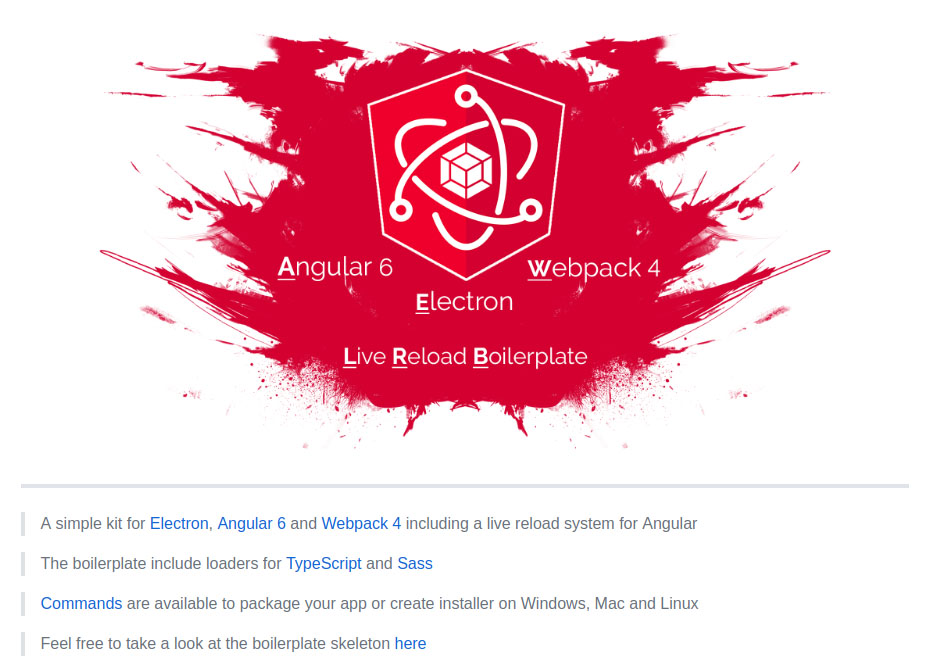 Angular 6
Webpack 4
Electron
Live Reload Boilerplate
A simple kit for Electron, Angular 6 and Webpack 4 including a live reload system for Angular
The boilerplate include loaders for TypeScript and Sass
Commands are available to package your app or create installer on Windows, Mac and Linux
Feel free to take a look at the boilerplate skeleton here